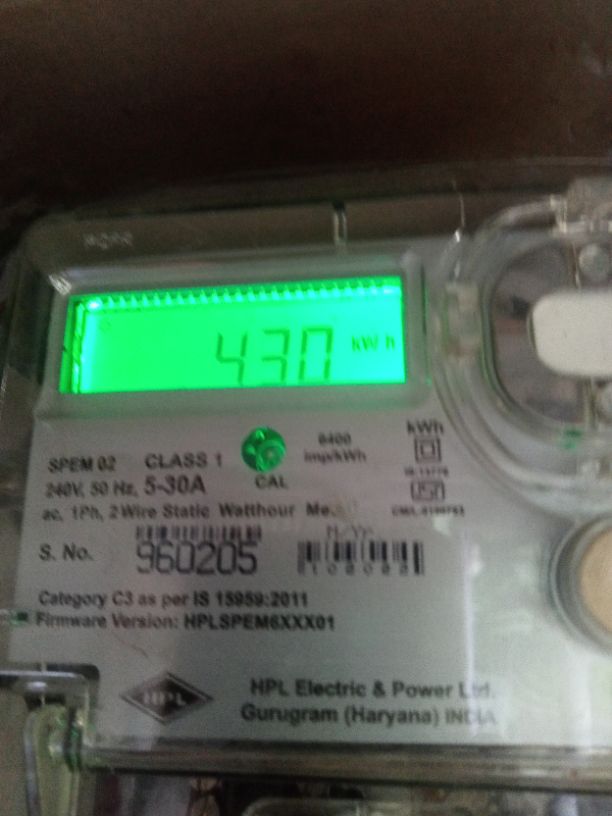 430 kWh
SPEM 02 CLASS 1 6400 imp/kWh kWh
240V, 50 Hz, 5-30A CAL
ac, 1Ph, 2 Wire Static Watthour
S. No. 960205
Category C3 as per IS 15959:2011
Firmware Version: HPLSPEM6XXX01
HPL
HPL Electric & Power Ltd.
Gurugram (Haryana) INDIA